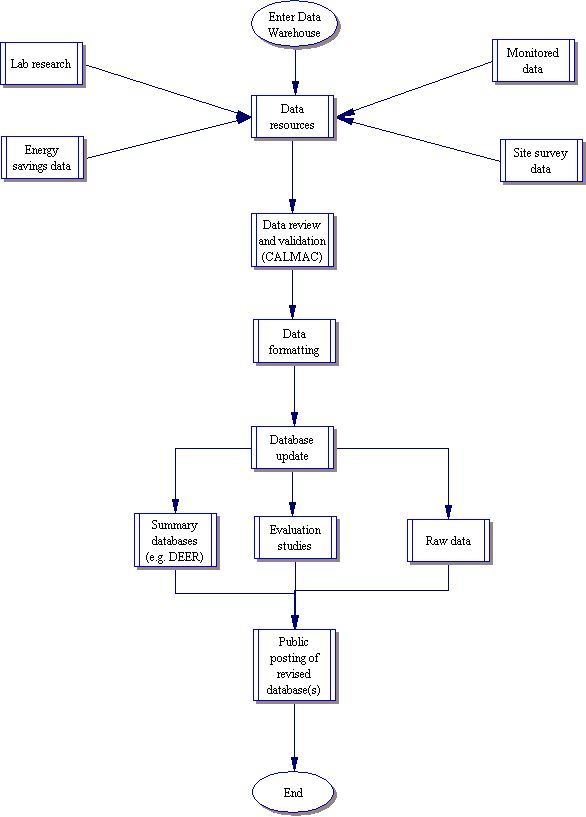 Enter Data
Warehouse
Lab research
Monitored
data
Data
resources
Energy
savings data
Site survey
data
Data review
and validation
(CALMAC)
Data
formatting
Database
update
Summary
databases
(e.g. DEER)
Evaluation
studies
Raw data
Public
posting of
revised
database(s)
End